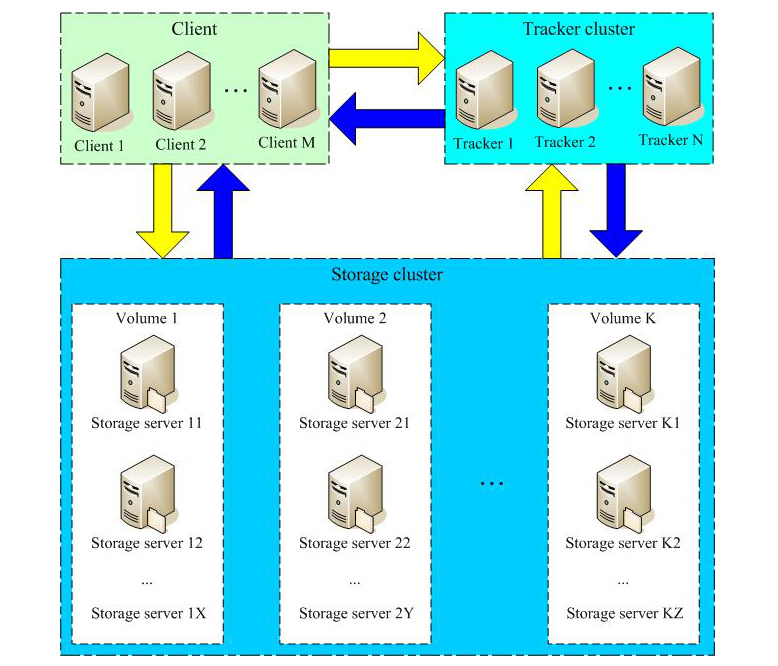 Client
Tracker cluster
...
...
Client 1
Client 2
Client M
Tracker 1
Tracker 2
Tracker N
Storage cluster
Volume 1
Volume 2
Volume K
Storage server 11
Storage server 21
Storage server K1
...
Storage server 12
Storage server 22
Storage server K2
...
...
...
Storage server 1X
Storage server 2Y
Storage server KZ